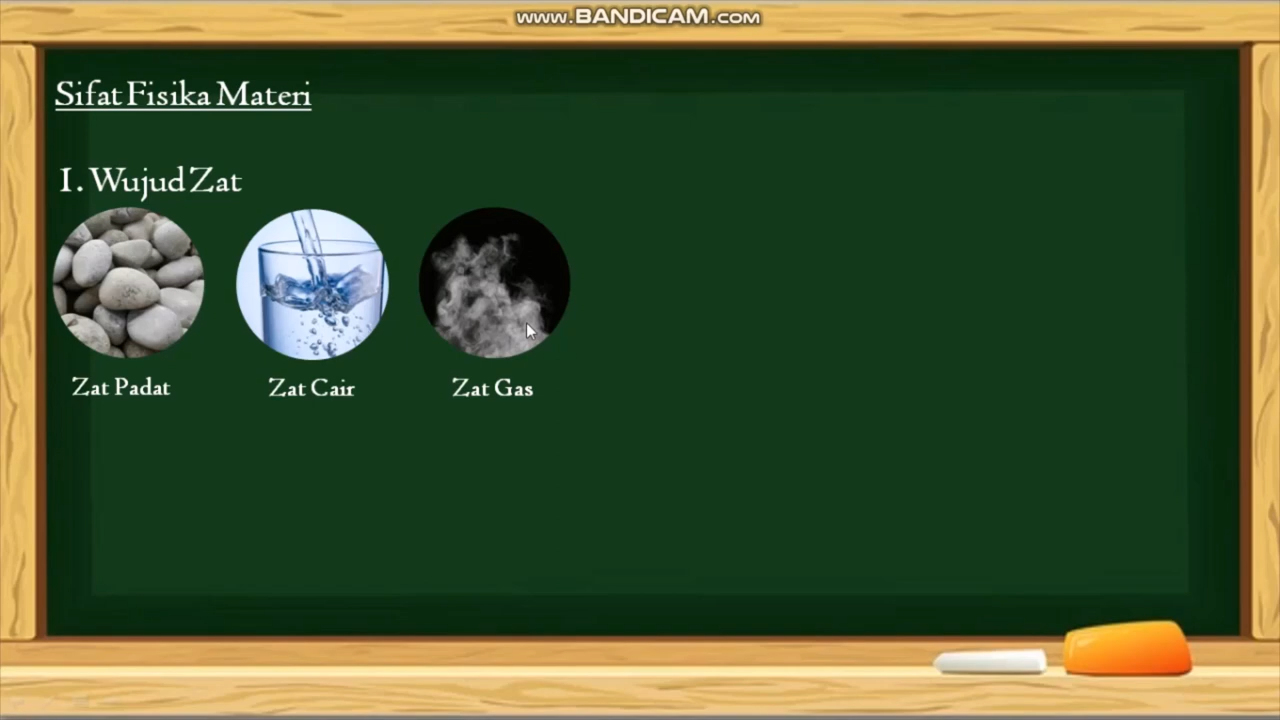 www.BANDICAM.com
Sifat Fisika Materi
1. Wujud Zat
Zat Padat
Zat Cair
Zat Gas